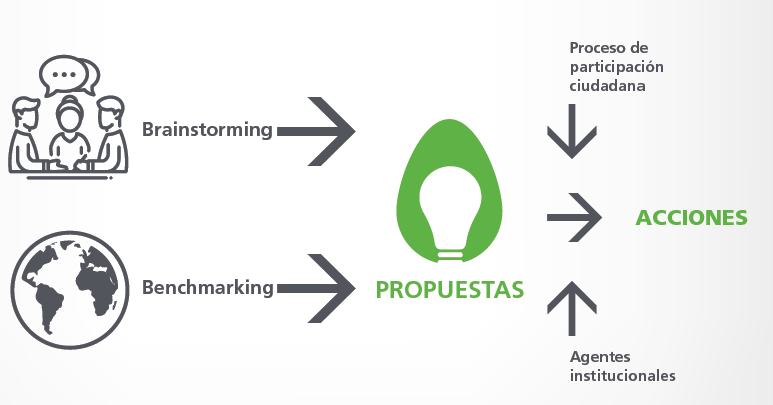 Brainstorming
Benchmarking
PROPUESTAS
Proceso de
participación
ciudadana
ACCIONES
Agentes
institucionales